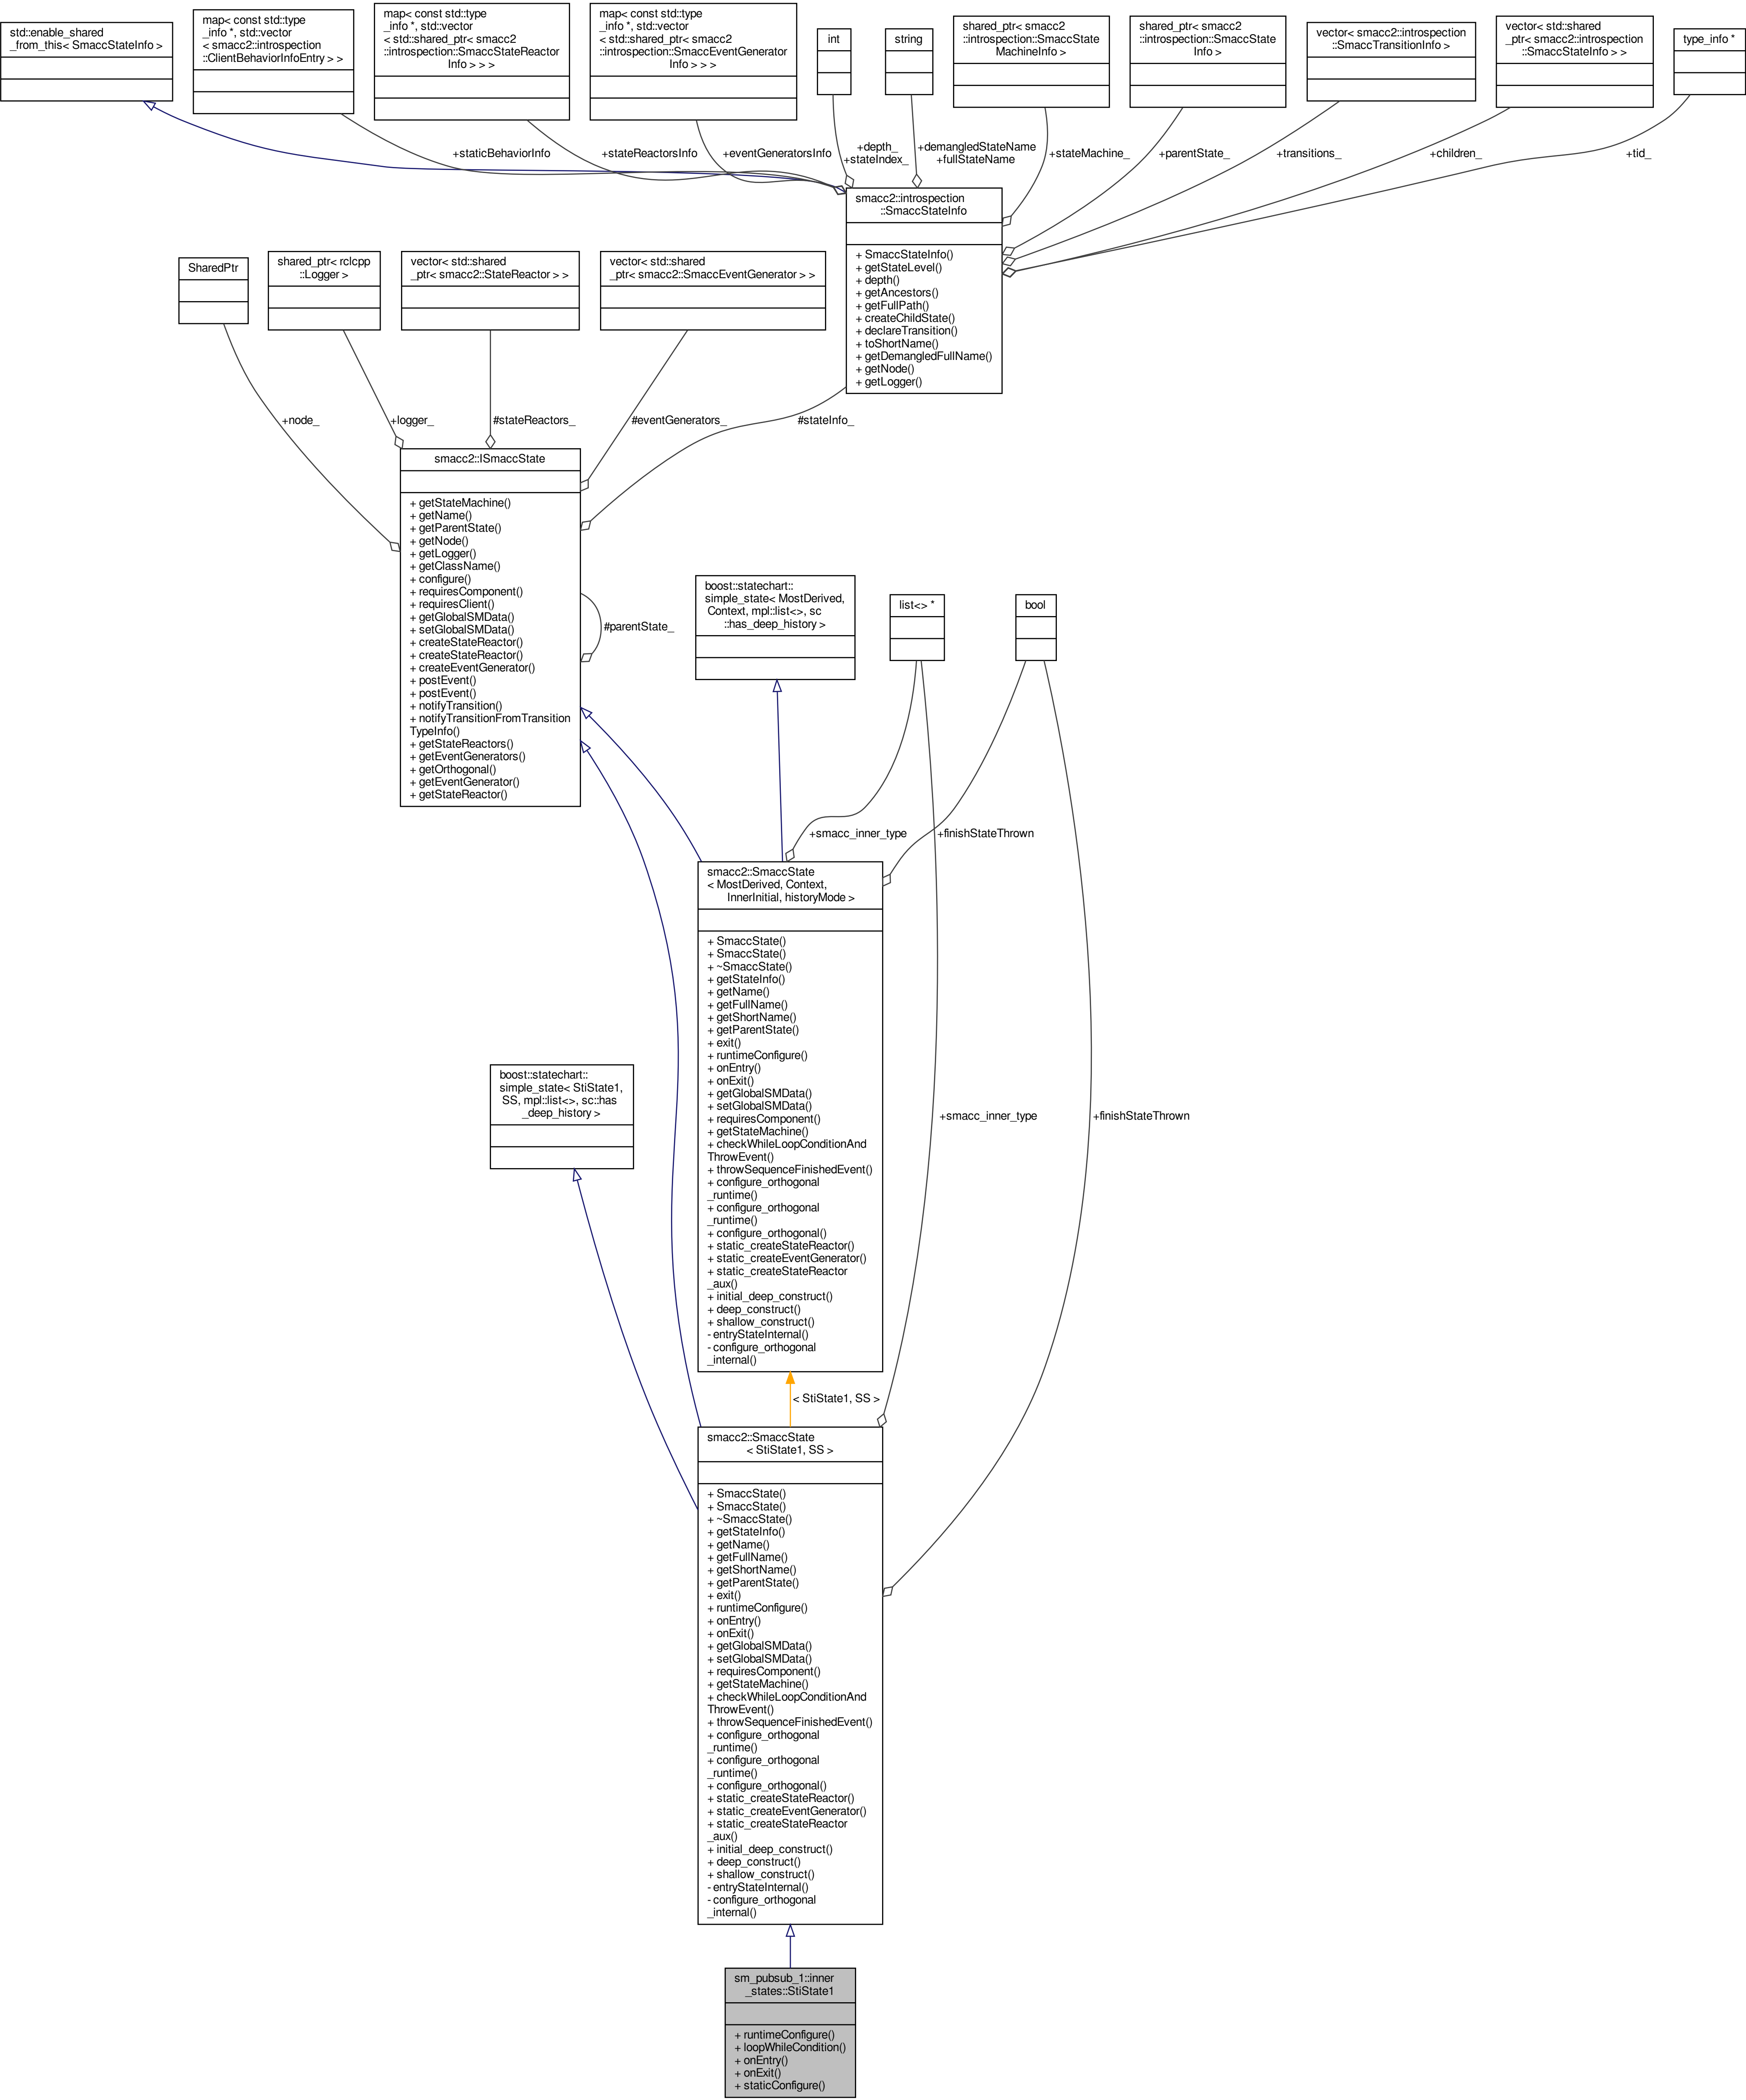 std::enable_shared
_from_this< SmaccStateInfo >
map< const std::type
_info *, std::vector
< smacc2::introspection
::ClientBehaviorInfoEntry > >
map< const std::type
_info *, std::vector
< std::shared_ptr< smacc2
::introspection::SmaccStateReactor
Info > > >
map< const std::type
_info *, std::vector
< std::shared_ptr< smacc2
::introspection::SmaccEventGenerator
Info > > >
int
string
shared_ptr< smacc2
::introspection::SmaccState
MachineInfo >
shared_ptr< smacc2
::introspection::SmaccState
Info >
vector< smacc2::introspection
::SmaccTransitionInfo >
vector< std::shared
_ptr< smacc2::introspection
::SmaccStateInfo > >
type_info *
+staticBehaviorInfo
+stateReactorsInfo
+eventGeneratorsInfo
+depth_
+stateIndex_
+demangledStateName
+fullStateName
+stateMachine_
+parentState_
+transitions_
+children_
+tid_
smacc2::introspection
::SmaccStateInfo
+ SmaccStateInfo()
+ getStateLevel()
+ depth()
+ getAncestors()
+ getFullPath()
+ createChildState()
+ declareTransition()
+ toShortName()
+ getDemangledFullName()
+ getNode()
+ getLogger()
SharedPtr
shared_ptr< rclcpp
::Logger >
vector< std::shared
_ptr< smacc2::StateReactor > >
vector< std::shared
_ptr< smacc2::SmaccEventGenerator > >
+node_
+logger_
#stateReactors_
#eventGenerators_
#stateInfo_
smacc2::ISmaccState
+ getStateMachine()
+ getName()
+ getParentState()
+ getNode()
+ getLogger()
+ getClassName()
+ configure()
+ requiresComponent()
+ requiresClient()
+ getGlobalSMData()
+ setGlobalSMData()
+ createStateReactor()
+ createStateReactor()
+ createEventGenerator()
+ postEvent()
+ postEvent()
+ notifyTransition()
+ notifyTransitionFromTransition
TypeInfo()
+ getStateReactors()
+ getEventGenerators()
+ getOrthogonal()
+ getEventGenerator()
+ getStateReactor()
#parentState_
boost::statechart::
simple_state< MostDerived,
Context, mpl::list<>, sc
::has_deep_history >
list<> *
bool
+smacc_inner_type
+finishStateThrown
smacc2::SmaccState
< MostDerived, Context,
InnerInitial, historyMode >
+ SmaccState()
+ SmaccState()
+ ~SmaccState()
+ getStateInfo()
+ getName()
+ getFullName()
+ getShortName()
+ getParentState()
+ exit()
+ runtimeConfigure()
+ onEntry()
+ onExit()
+ getGlobalSMData()
+ setGlobalSMData()
+ requiresComponent()
+ getStateMachine()
+ checkWhileLoopConditionAnd
ThrowEvent()
+ throwSequenceFinishedEvent()
+ configure_orthogonal
_runtime()
+ configure_orthogonal
_runtime()
+ configure_orthogonal()
+ static_createStateReactor()
+ static_createEventGenerator()
+ static_createStateReactor
_aux()
+ initial_deep_construct()
+ deep_construct()
+ shallow_construct()
- entryStateInternal()
- configure_orthogonal
_internal()
boost::statechart::
simple_state< StiState1,
SS, mpl::list<>, sc::has
_deep_history >
+smacc_inner_type
+finishStateThrown
< StiState1, SS >
smacc2::SmaccState
< StiState1, SS >
+ SmaccState()
+ SmaccState()
+ ~SmaccState()
+ getStateInfo()
+ getName()
+ getFullName()
+ getShortName()
+ getParentState()
+ exit()
+ runtimeConfigure()
+ onEntry()
+ onExit()
+ getGlobalSMData()
+ setGlobalSMData()
+ requiresComponent()
+ getStateMachine()
+ checkWhileLoopConditionAnd
ThrowEvent()
+ throwSequenceFinishedEvent()
+ configure_orthogonal
_runtime()
+ configure_orthogonal
_runtime()
+ configure_orthogonal()
+ static_createStateReactor()
+ static_createEventGenerator()
+ static_createStateReactor
_aux()
+ initial_deep_construct()
+ deep_construct()
+ shallow_construct()
- entryStateInternal()
- configure_orthogonal
_internal()
sm_pubsub_1::inner
_states::StiState1
+ runtimeConfigure()
+ loopWhileCondition()
+ onEntry()
+ onExit()
+ staticConfigure()